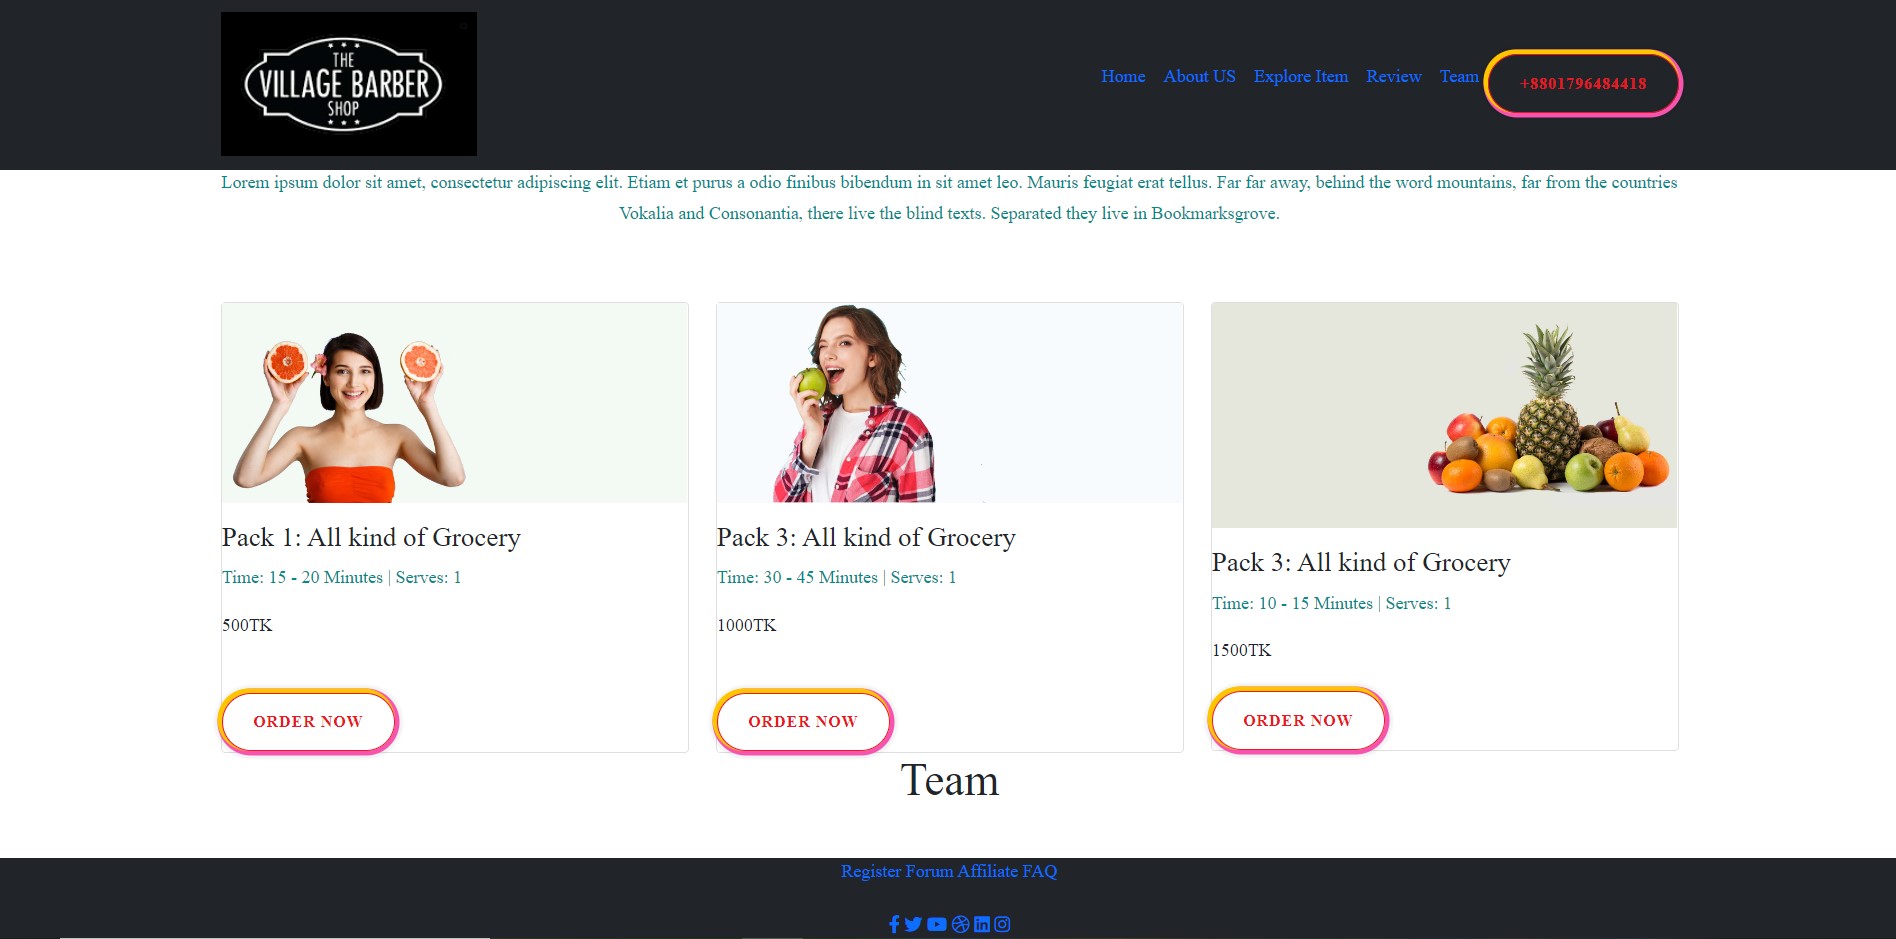 THE
VILLAGE BARBER
SHOP
Home About US Explore Item Review Team +8801796484418
Lorem ipsum dolor sit amet, consectetur adipiscing elit. Etiam et purus a odio finibus bibendum in sit amet leo. Mauris feugiat erat tellus. Far far away, behind the word mountains, far from the countries
Vokalia and Consonantia, there live the blind texts. Separated they live in Bookmarksgrove.
Pack 1: All kind of Grocery
Time: 15 - 20 Minutes | Serves: 1
500TK
ORDER NOW
Pack 3: All kind of Grocery
Time: 30 - 45 Minutes | Serves: 1
1000TK
ORDER NOW
Pack 3: All kind of Grocery
Time: 10 - 15 Minutes | Serves: 1
1500TK
ORDER NOW
Team
Register Forum Affiliate FAQ